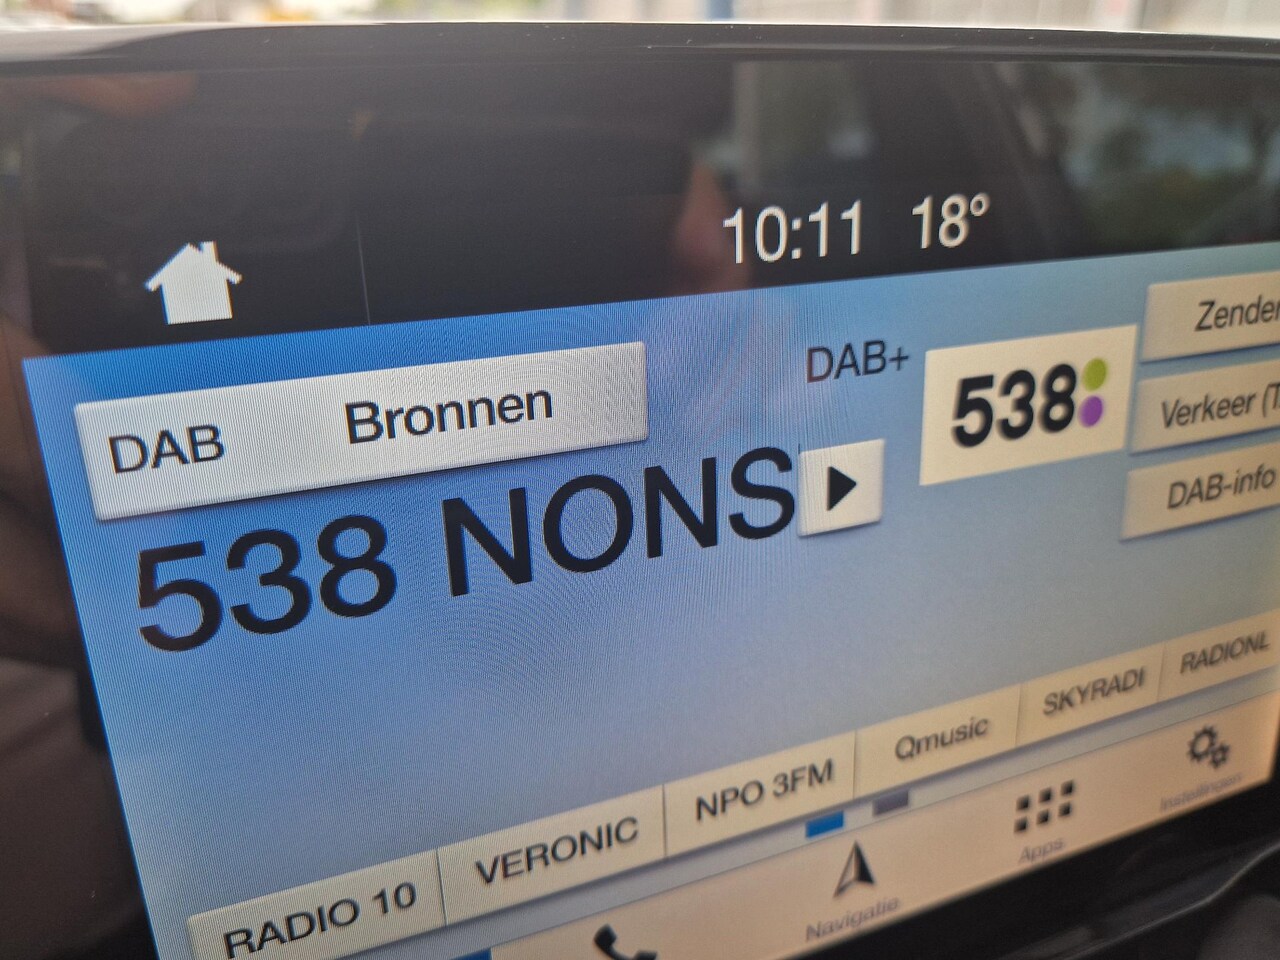 10:11 18°
DAB Bronnen
DAB+
538
Zender
Verkeer (T
DAB-info
538 NONS
RADIO 10
VERONIC
NPO 3FM
Qmusic
SKYRADI
RADIONL
Navigatie
Apps
Instellingen